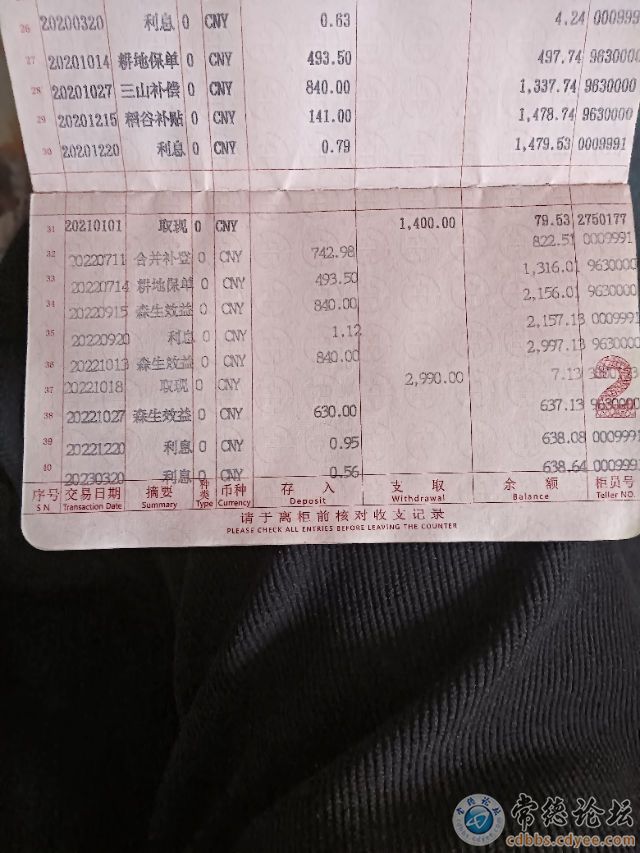 26 20200320 利息 0 CNY 0.63 4.24 000999
27 20201014 耕地保单 0 CNY 493.50 497.74 9630000
28 20201027 三山补偿 0 CNY 840.00 1,337.74 9630000
29 20201215 稻谷补贴 0 CNY 141.00 1,478.74 9630000
30 20201220 利息 0 CNY 0.79 1,479.53 0009991
31 20210101 取现 0 CNY 1,400.00 79.53 2750177
32 20220711 合并补登 0 CNY 742.98 822.51 0009991
33 20220714 耕地保单 0 CNY 493.50 1,316.01 9630000
34 20220915 森生效益 0 CNY 840.00 2,156.01 9630000
35 20220920 利息 0 CNY 1.12 2,157.13 0009991
36 20221013 森生效益 0 CNY 840.00 2,997.13 9630000
37 20221018 取现 0 CNY 2,990.00 7.13
38 20221027 森生效益 0 CNY 630.00 637.13 9630000
39 20221220 利息 0 CNY 0.95 638.08 0009991
40 20230320 利息 0 CNY 0.56 638.64 0009991
2
序号 交易日期 摘要 种类 币种 存入 支取 余额 柜员号
S N Transaction Date Summary Type Currency Deposit Withdrawal Balance Teller NO.
请于离柜前核对收支记录
PLEASE CHECK ALL ENTRIES BEFORE LEAVING THE COUNTER
常德论坛
cdbbs.cdyee.com